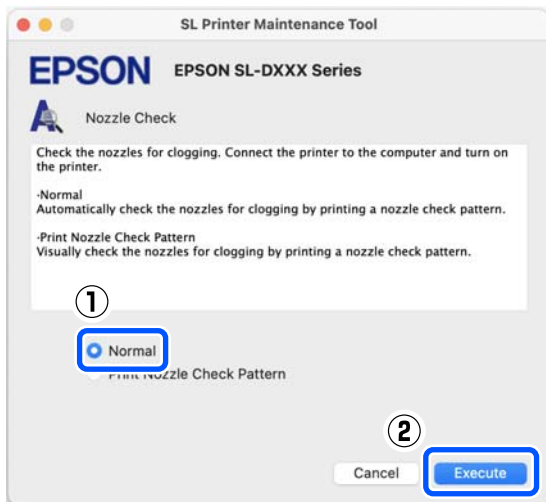 SL Printer Maintenance Tool
EPSON EPSON SL-DXXX Series
Nozzle Check
Check the nozzles for clogging. Connect the printer to the computer and turn on
the printer.
·Normal
Automatically check the nozzles for clogging by printing a nozzle check pattern.
·Print Nozzle Check Pattern
Visually check the nozzles for clogging by printing a nozzle check pattern.
①
Normal
Print Nozzle Check Pattern
②
Cancel Execute